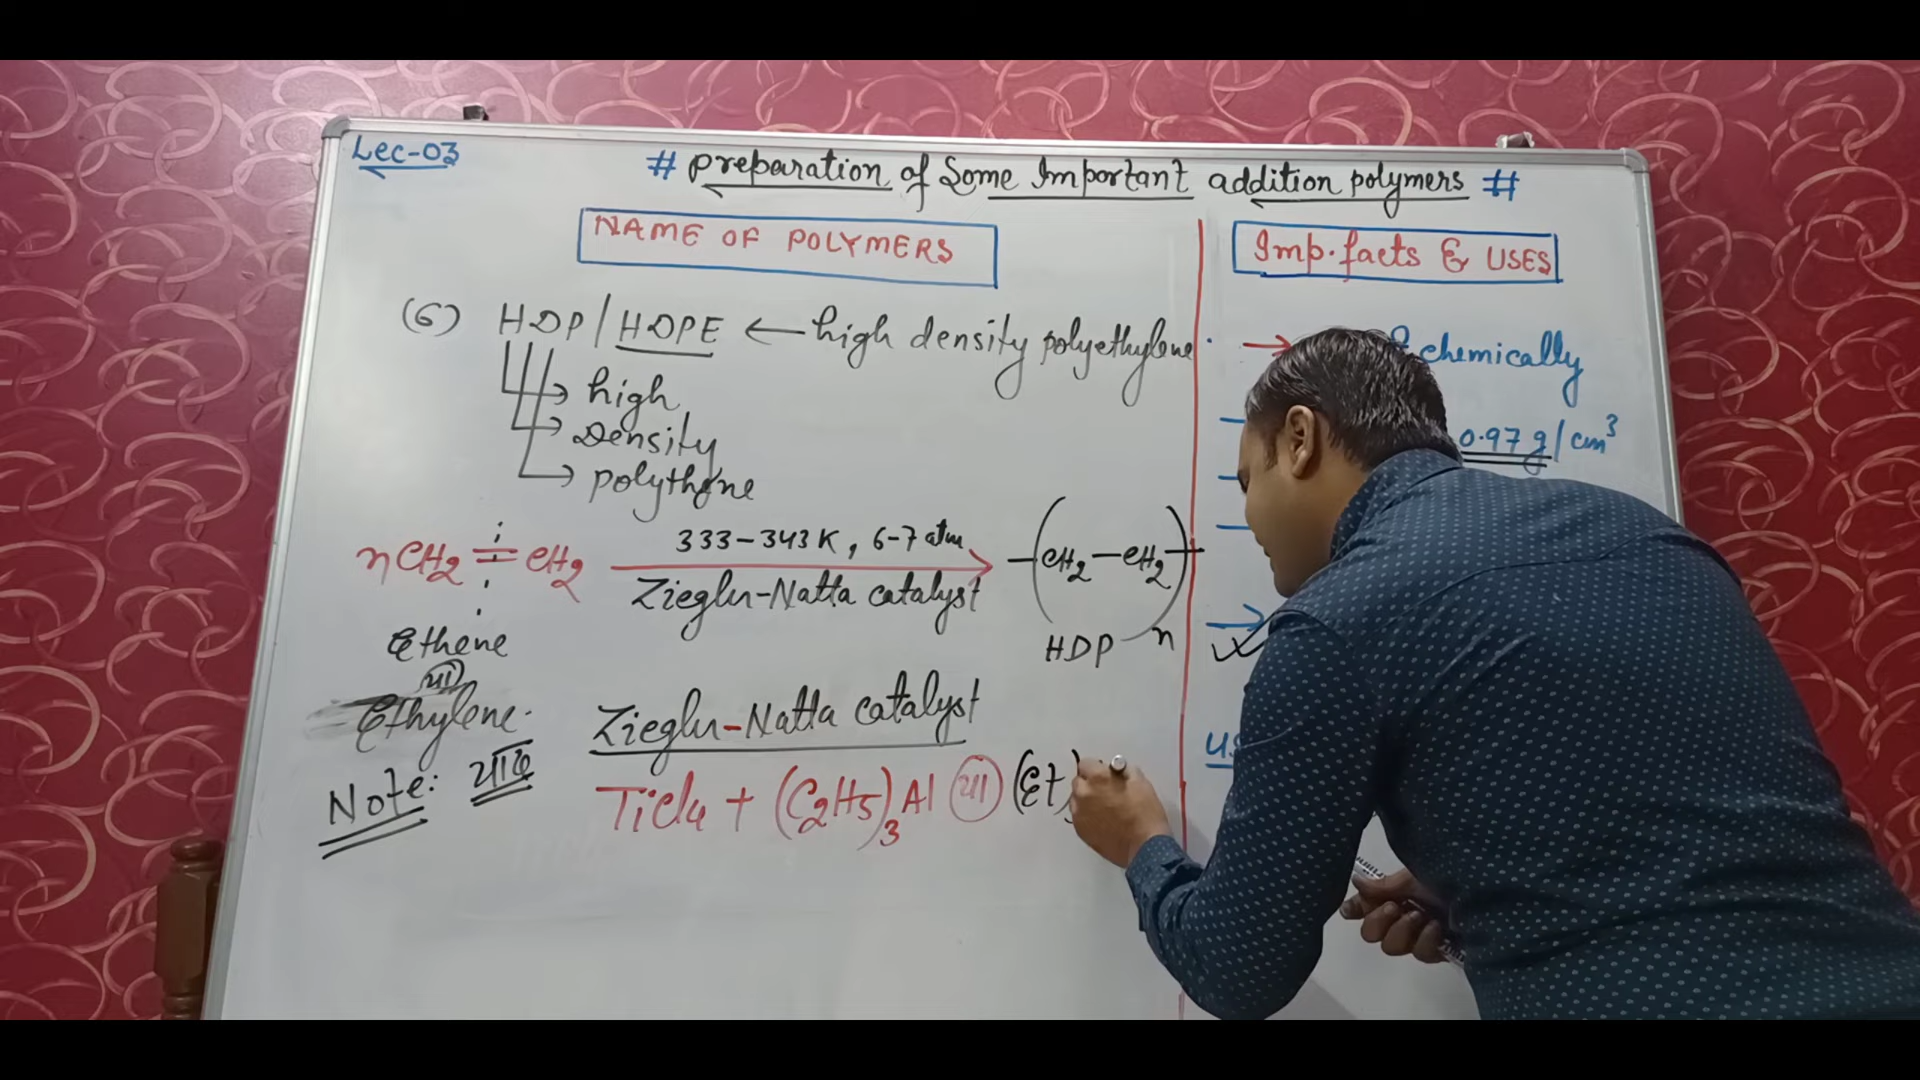 Lec-03
# preparation of Some Important addition polymers #
NAME OF POLYMERS
Imp. facts & USES
(6) HDP/HDPE ← high density polyethylene.
→ high
→ Density
→ polythene
nCH2=CH2
333-343K, 6-7 atm
Ziegler-Natta catalyst
(CH2-CH2)n
HDP
Ethene
या
Ethylene.
Ziegler-Natta catalyst
Note: याद
TiCl4 + (C2H5)3Al या (Et)
→ chemically
0.97 g/cm3
→
US